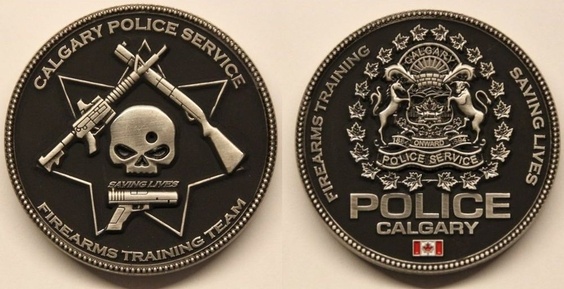 CALGARY POLICE SERVICE
SAVING LIVES
FIREARMS TRAINING TEAM
FIREARMS TRAINING
SAVING LIVES
CALGARY
ONWARD
POLICE SERVICE
POLICE
CALGARY